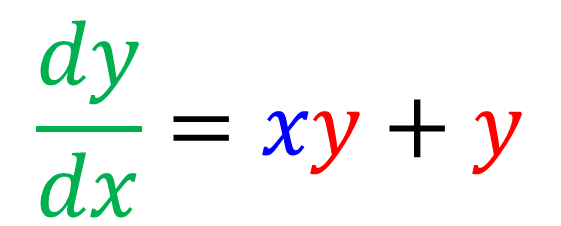 dy/dx = xy + y